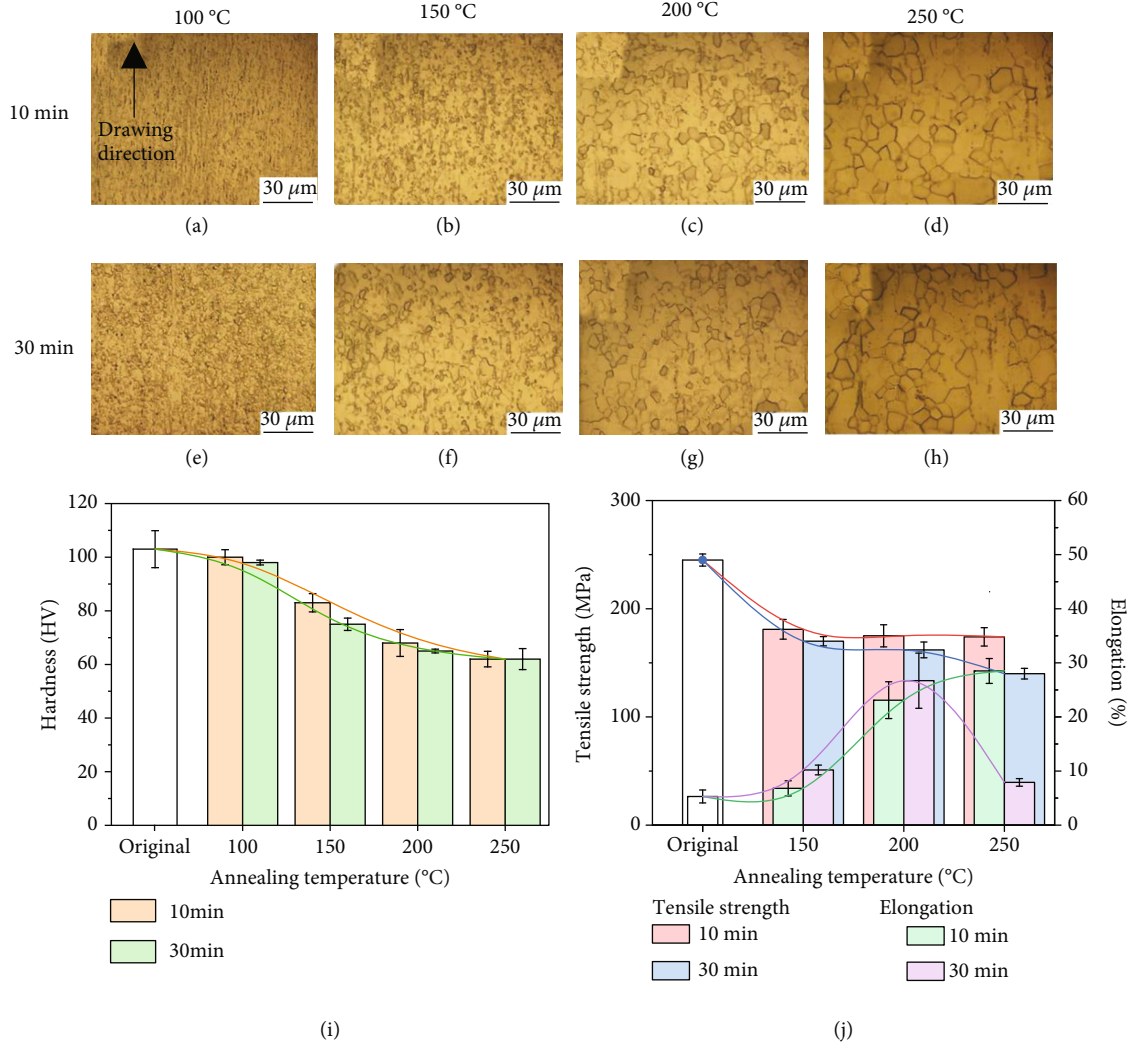 100 °C
150 °C
200 °C
250 °C
10 min
Drawing
direction
30 μm
30 μm
30 μm
30 μm
(a)
(b)
(c)
(d)
30 min
30 μm
30 μm
30 μm
30 μm
(e)
(f)
(g)
(h)
120
100
80
60
40
20
0
Hardness (HV)
Original
100
150
200
250
Annealing temperature (°C)
10min
30min
(i)
300
200
100
0
Tensile strength (MPa)
60
50
40
30
20
10
0
Elongation (%)
Original
150
200
250
Annealing temperature (°C)
Tensile strength
Elongation
10 min
10 min
30 min
30 min
(j)